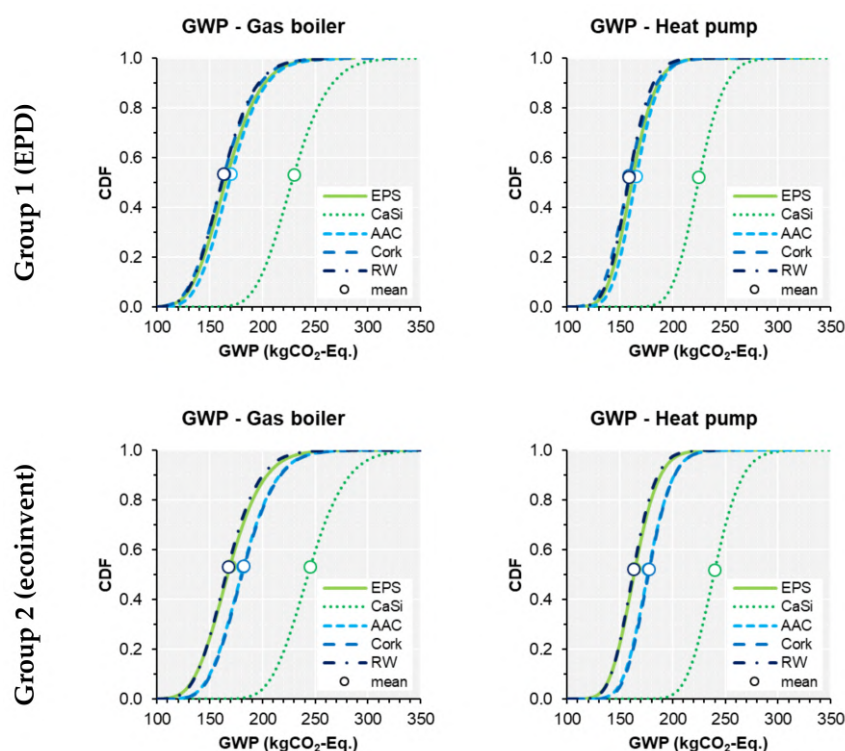 Group 1 (EPD)
GWP - Gas boiler
CDF
1.0
0.8
0.6
0.4
0.2
0.0
EPS
CaSi
AAC
Cork
RW
mean
100 150 200 250 300 350
GWP (kgCO₂-Eq.)
GWP - Heat pump
CDF
1.0
0.8
0.6
0.4
0.2
0.0
EPS
CaSi
AAC
Cork
RW
mean
100 150 200 250 300 350
GWP (kgCO₂-Eq.)
Group 2 (ecoinvent)
GWP - Gas boiler
CDF
1.0
0.8
0.6
0.4
0.2
0.0
EPS
CaSi
AAC
Cork
RW
mean
100 150 200 250 300 350
GWP (kgCO₂-Eq.)
GWP - Heat pump
CDF
1.0
0.8
0.6
0.4
0.2
0.0
EPS
CaSi
AAC
Cork
RW
mean
100 150 200 250 300 350
GWP (kgCO₂-Eq.)